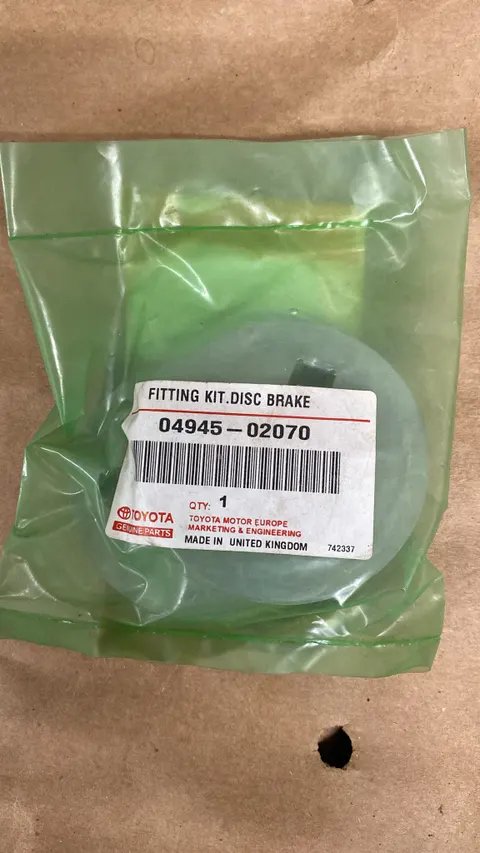 FITTING KIT.DISC BRAKE
04945-02070
QTY: 1
TOYOTA
GENUINE PARTS
TOYOTA MOTOR EUROPE
MARKETING & ENGINEERING
MADE IN UNITED KINGDOM 742337